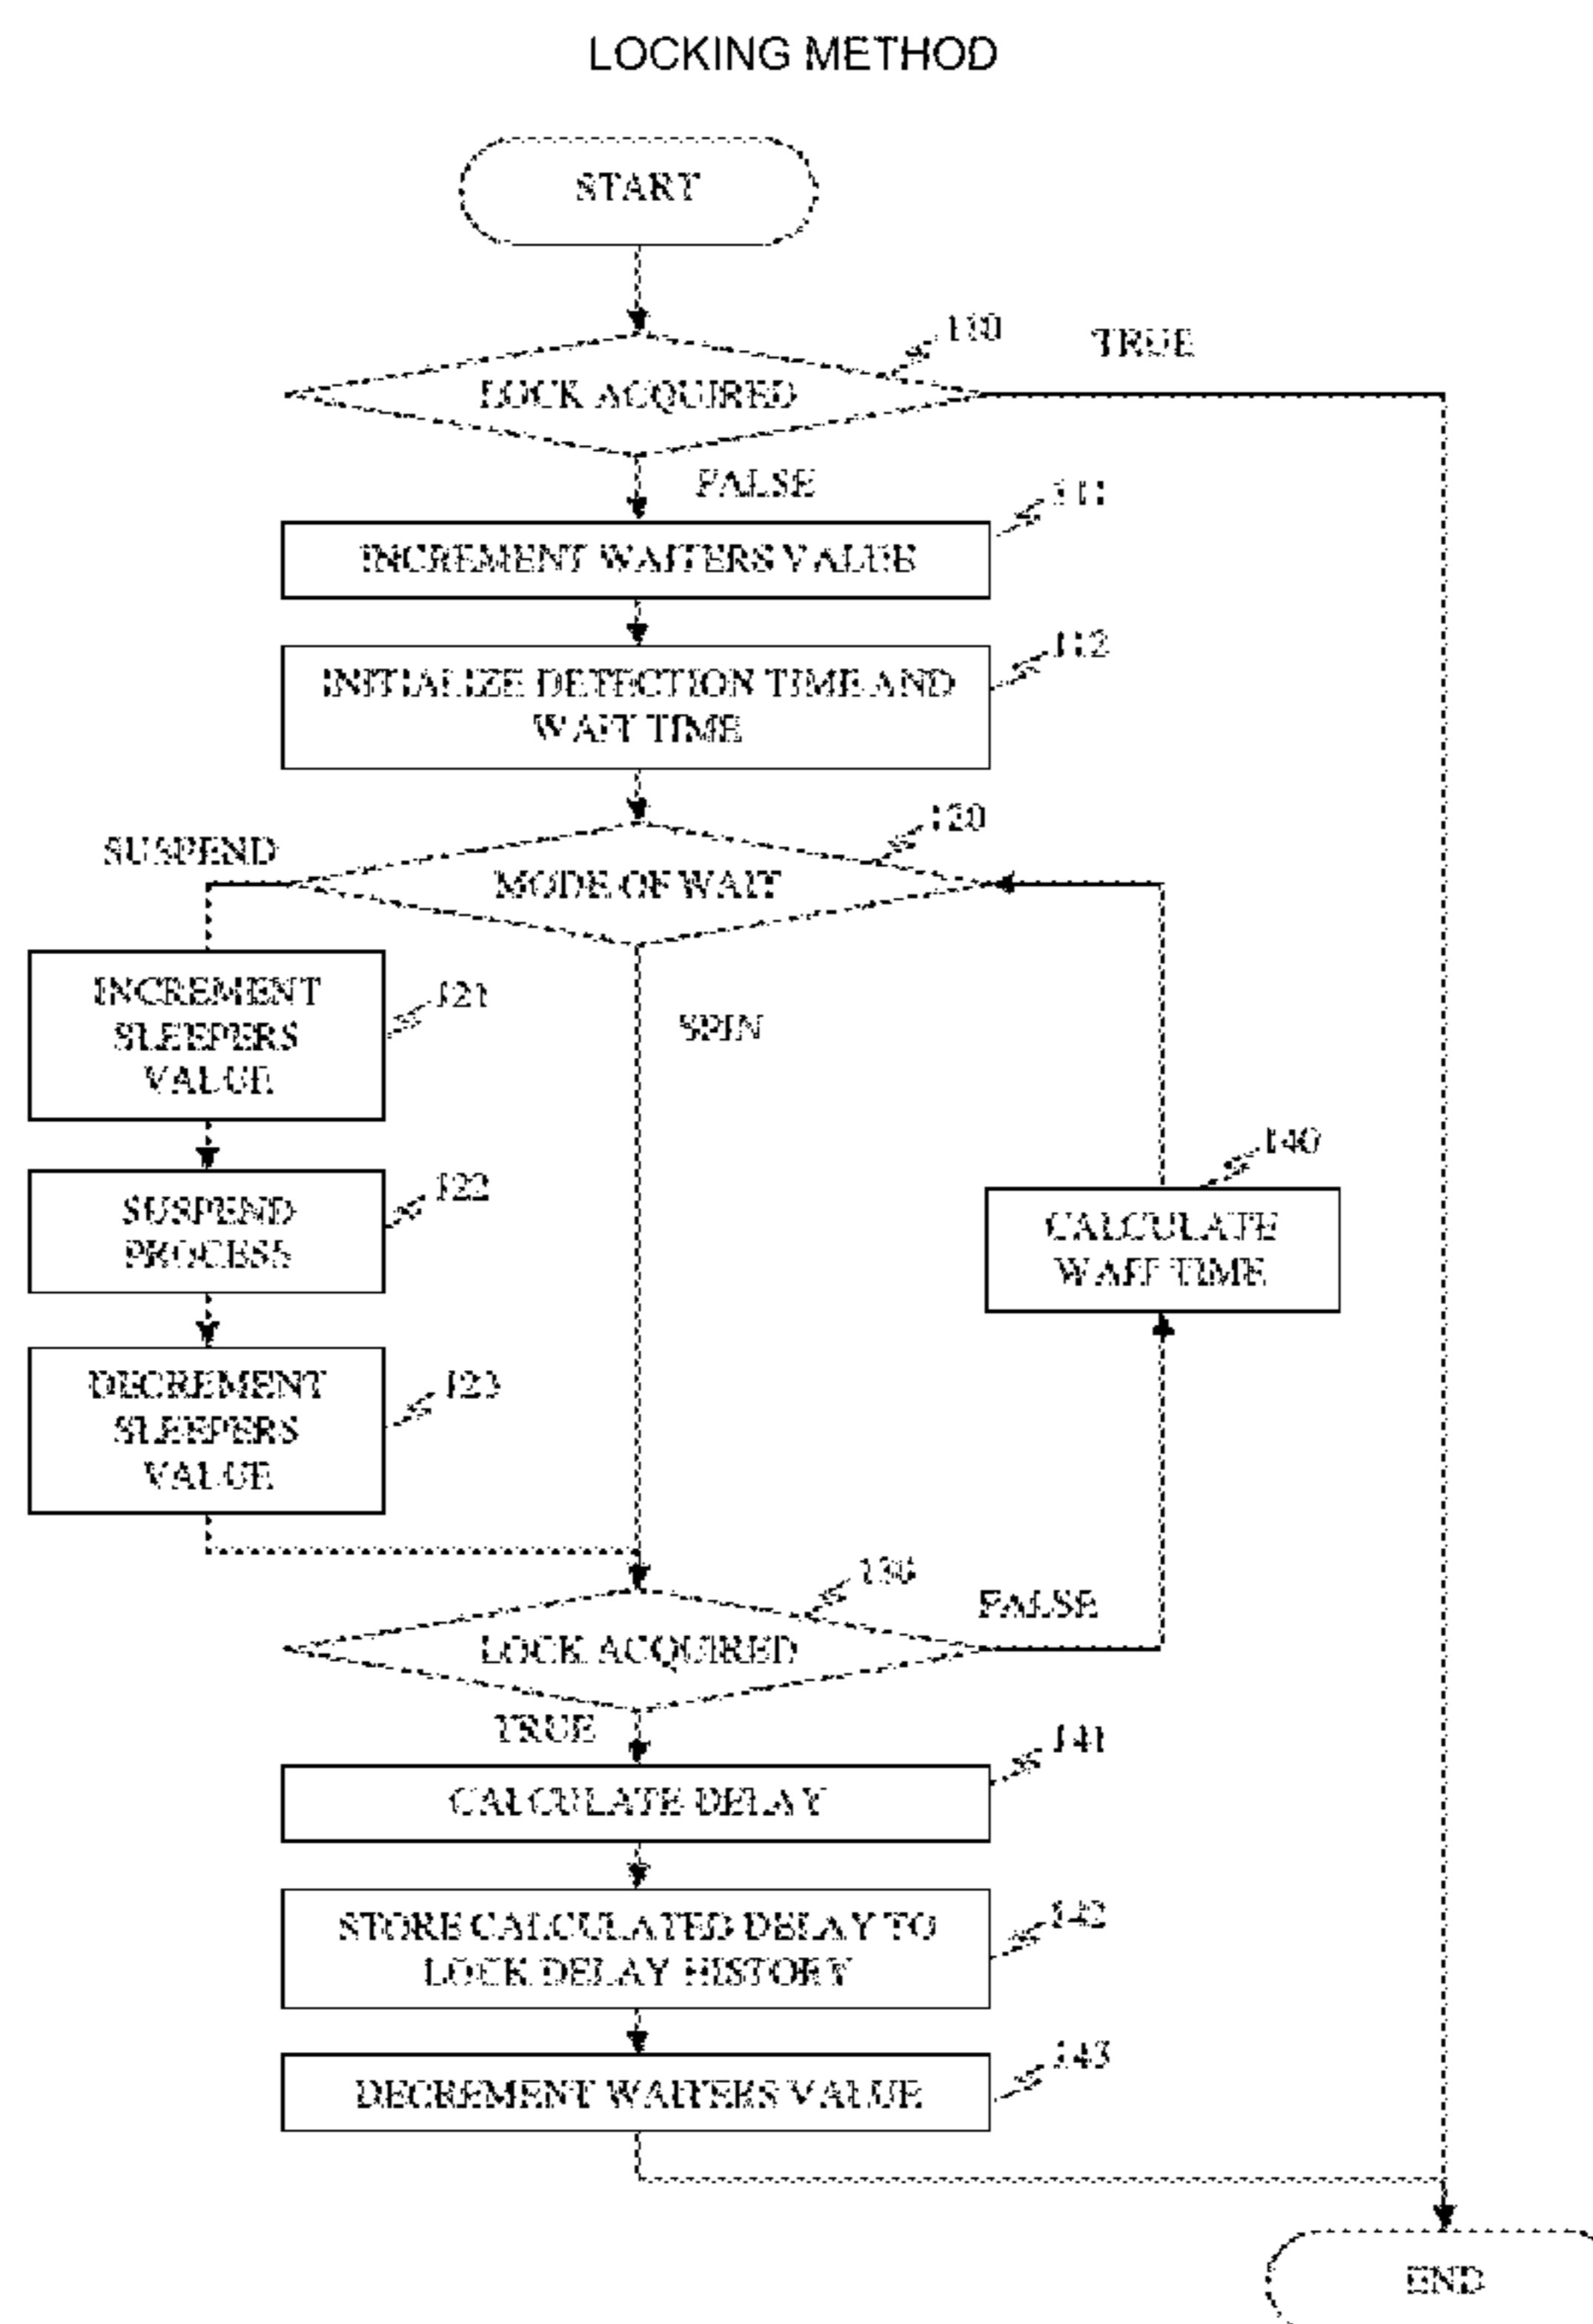 LOCKING METHOD
START
110
TRUE
LOCK ACQUIRED
FALSE
111
INCREMENT WAITERS VALUE
112
INITIALIZE DETECTION TIME AND
WAIT TIME
120
SUSPEND
MODE OF WAIT
INCREMENT
SLEEPERS
VALUE
121
SPIN
140
SUSPEND
PROCESS
122
CALCULATE
WAIT TIME
DECREMENT
SLEEPERS
VALUE
123
130
FALSE
LOCK ACQUIRED
TRUE
141
CALCULATE DELAY
142
STORE CALCULATED DELAY TO
LOCK DELAY HISTORY
143
DECREMENT WAITERS VALUE
END